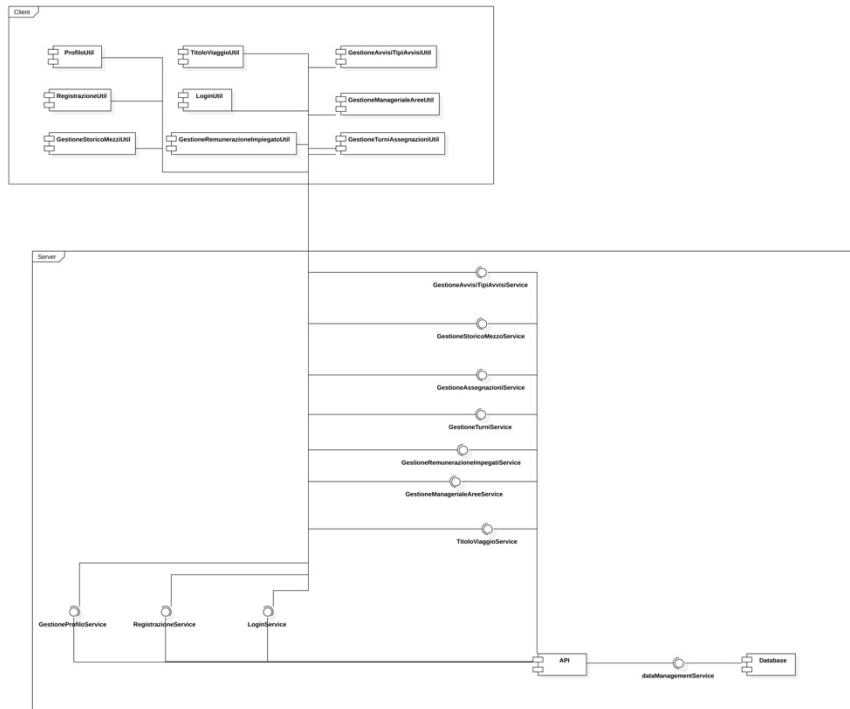 Client
ProfiloUtil
TitoloViaggioUtil
GestioneAvvisiTipiAvvisiUtil
RegistrazioneUtil
LoginUtil
GestioneManagerialeAreeUtil
GestioneStoricoMezziUtil
GestioneRemunerazioneImpiegatoUtil
GestioneTurniAssegnazioniUtil
Server
GestioneAvvisiTipiAvvisiService
GestioneStoricoMezzoService
GestioneAssegnazioniService
GestioneTurniService
GestioneRemunerazioneImpegatiService
GestioneManagerialeAreeService
TitoloViaggioService
GestioneProfiloService
RegistrazioneService
LoginService
API
Database
dataManagementService